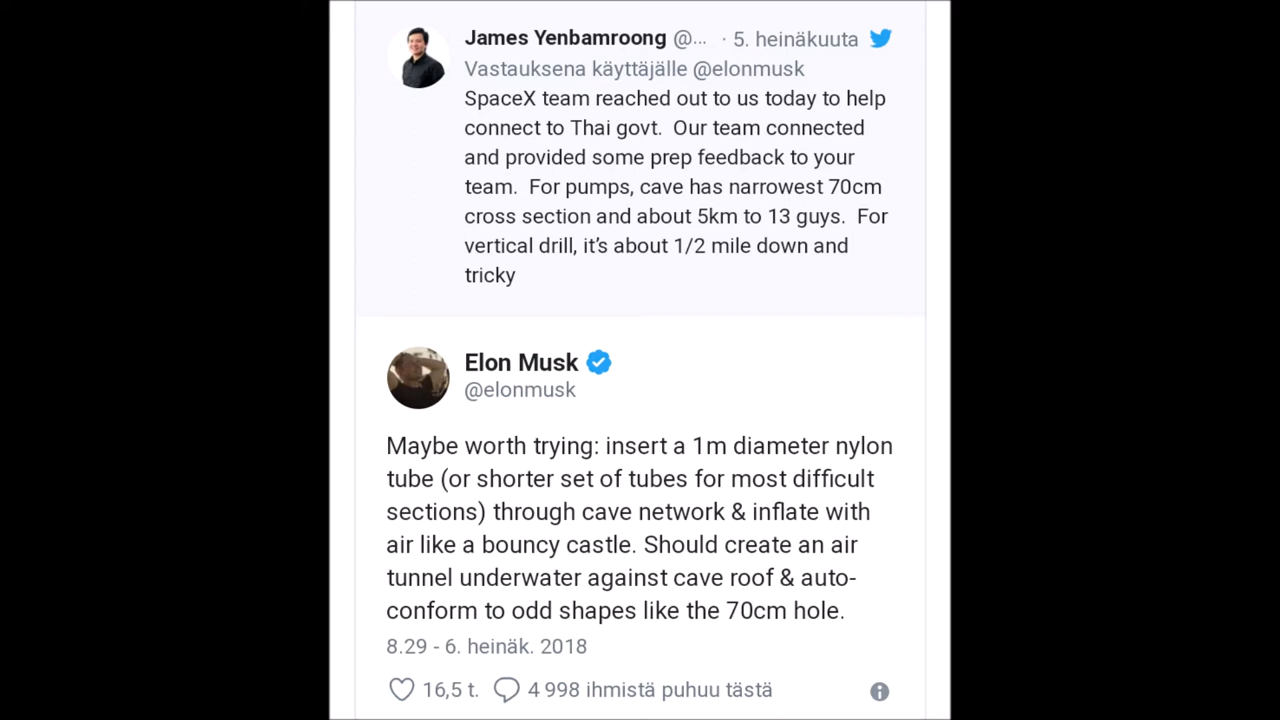 James Yenbamroong @... · 5. heinäkuuta
Vastauksena käyttäjälle @elonmusk
SpaceX team reached out to us today to help
connect to Thai govt.  Our team connected
and provided some prep feedback to your
team.  For pumps, cave has narrowest 70cm
cross section and about 5km to 13 guys.  For
vertical drill, it’s about 1/2 mile down and
tricky
Elon Musk
@elonmusk
Maybe worth trying: insert a 1m diameter nylon
tube (or shorter set of tubes for most difficult
sections) through cave network & inflate with
air like a bouncy castle. Should create an air
tunnel underwater against cave roof & auto-
conform to odd shapes like the 70cm hole.
8.29 - 6. heinäk. 2018
16,5 t. 4 998 ihmistä puhuu tästä